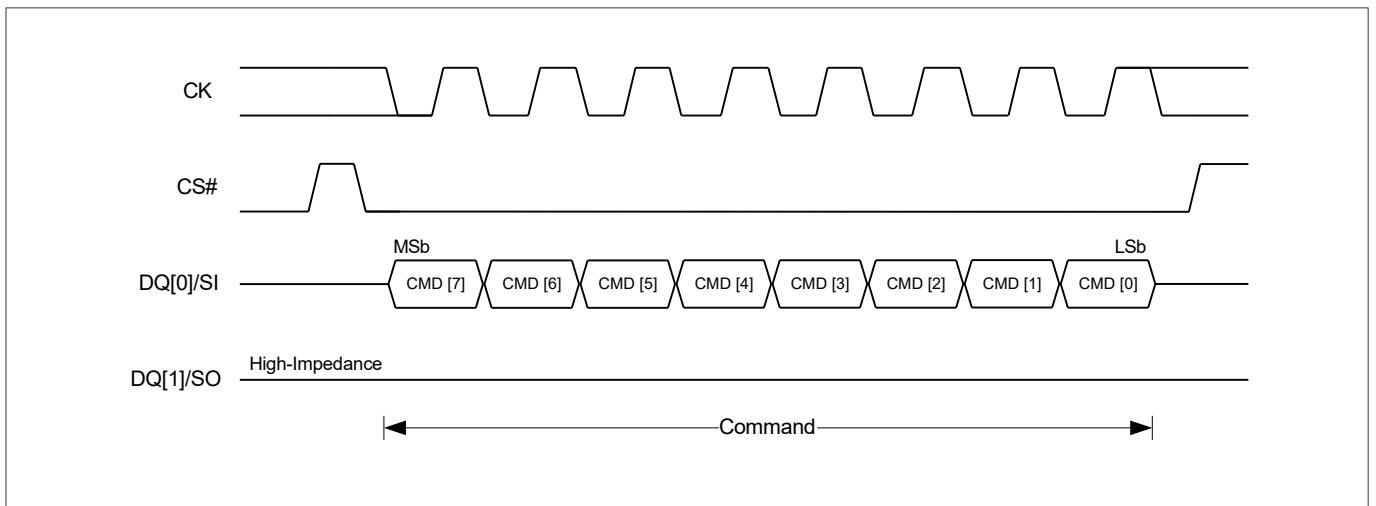 CK
CS#
MSb LSb
DQ[0]/SI CMD [7] CMD [6] CMD [5] CMD [4] CMD [3] CMD [2] CMD [1] CMD [0]
High-Impedance
DQ[1]/SO
Command